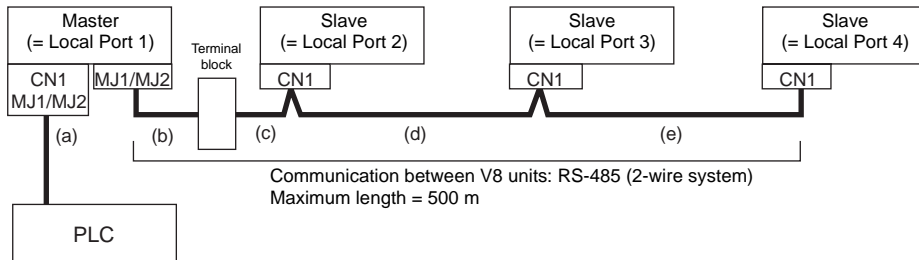 Master
(= Local Port 1)
Slave
(= Local Port 2)
Slave
(= Local Port 3)
Slave
(= Local Port 4)
Terminal
block
CN1
MJ1/MJ2
MJ1/MJ2
CN1
CN1
CN1
(a)
(b)
(c)
(d)
(e)
Communication between V8 units: RS-485 (2-wire system)
Maximum length = 500 m
PLC